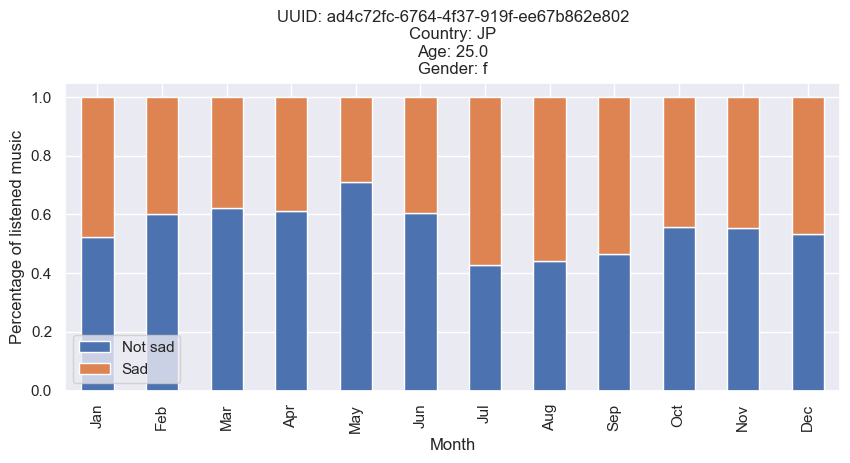 UUID: ad4c72fc-6764-4f37-919f-ee67b862e802
Country: JP
Age: 25.0
Gender: f
Percentage of listened music
1.0
0.8
0.6
0.4
0.2
0.0
Not sad
Sad
Jan
Feb
Mar
Apr
May
Jun
Jul
Aug
Sep
Oct
Nov
Dec
Month